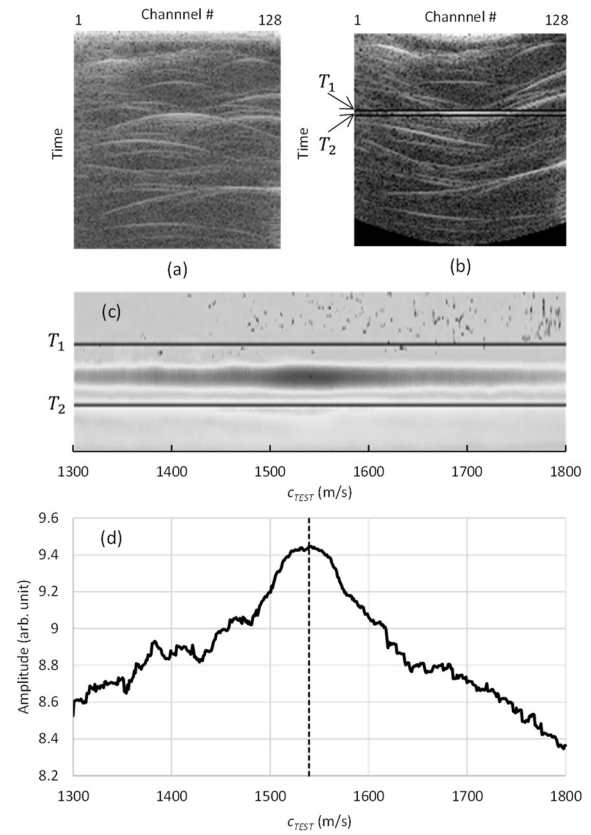 Channnel #
1 128
Time
(a)
Channnel #
1 128
T1
T2
Time
(b)
(c)
T1
T2
1300 1400 1500 1600 1700 1800
cTEST (m/s)
(d)
Amplitude (arb. unit)
9.6
9.4
9.2
9
8.8
8.6
8.4
8.2
1300 1400 1500 1600 1700 1800
cTEST (m/s)